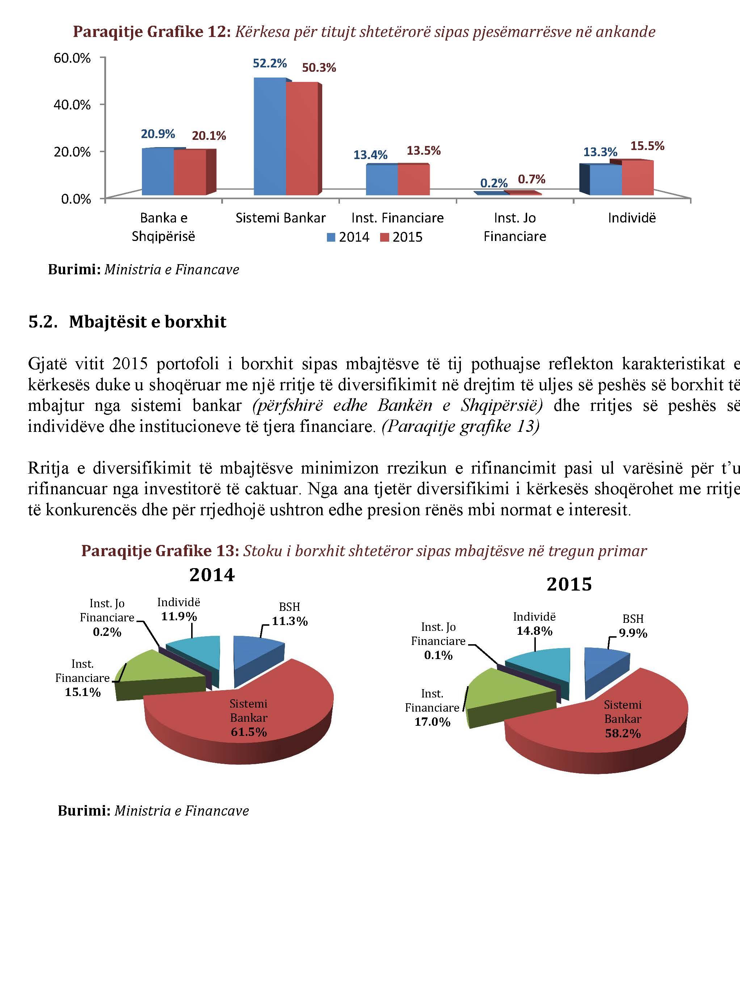 Paraqitje Grafike 12: Kërkesa për titujt shtetërorë sipas pjesëmarrësve në ankande
60.0%
40.0%
20.0%
0.0%
20.9%
20.1%
52.2%
50.3%
13.4%
13.5%
0.2%
0.7%
13.3%
15.5%
Banka e
Shqipërisë
Sistemi Bankar
Inst. Financiare
Inst. Jo
Financiare
Individë
2014
2015
Burimi: Ministria e Financave
5.2. Mbajtësit e borxhit
Gjatë vitit 2015 portofoli i borxhit sipas mbajtësve të tij pothuajse reflekton karakteristikat e
kërkesës duke u shoqëruar me një rritje të diversifikimit në drejtim të uljes së peshës së borxhit të
mbajtur nga sistemi bankar (përfshirë edhe Bankën e Shqipërsië) dhe rritjes së peshës së
individëve dhe institucioneve të tjera financiare. (Paraqitje grafike 13)
Rritja e diversifikimit të mbajtësve minimizon rrezikun e rifinancimit pasi ul varësinë për t’u
rifinancuar nga investitorë të caktuar. Nga ana tjetër diversifikimi i kërkesës shoqërohet me rritje
të konkurencës dhe për rrjedhojë ushtron edhe presion rënës mbi normat e interesit.
Paraqitje Grafike 13: Stoku i borxhit shtetëror sipas mbajtësve në tregun primar
2014
Inst. Jo
Financiare
0.2%
Individë
11.9%
BSH
11.3%
Inst.
Financiare
15.1%
Sistemi
Bankar
61.5%
2015
Inst. Jo
Financiare
0.1%
Individë
14.8%
BSH
9.9%
Inst.
Financiare
17.0%
Sistemi
Bankar
58.2%
Burimi: Ministria e Financave